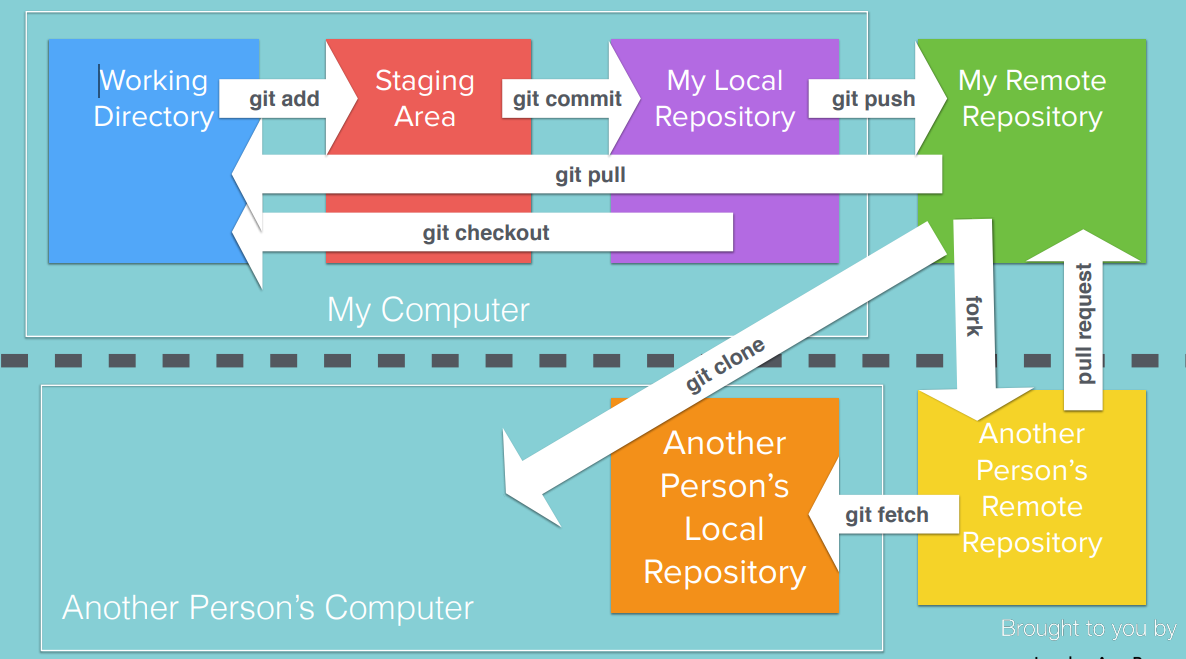 Working
Directory
git add
Staging
Area
git commit
My Local
Repository
git push
My Remote
Repository
git pull
git checkout
My Computer
git clone
fork
pull request
Another
Person's
Local
Repository
git fetch
Another
Person's
Remote
Repository
Another Person's Computer
Brought to you by